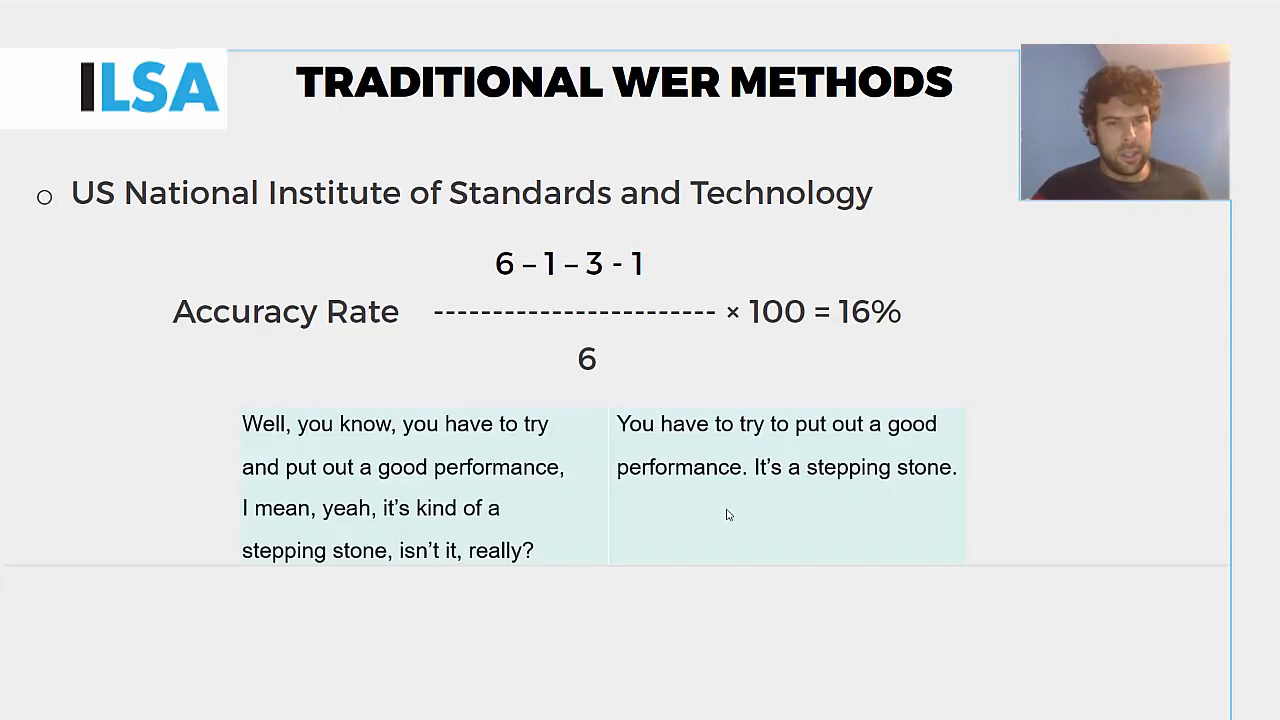 ILSA
TRADITIONAL WER METHODS
o US National Institute of Standards and Technology
6 – 1 – 3 - 1
Accuracy Rate ------------------------ × 100 = 16%
6
Well, you know, you have to try
and put out a good performance,
I mean, yeah, it's kind of a
stepping stone, isn't it, really?
You have to try to put out a good
performance. It's a stepping stone.